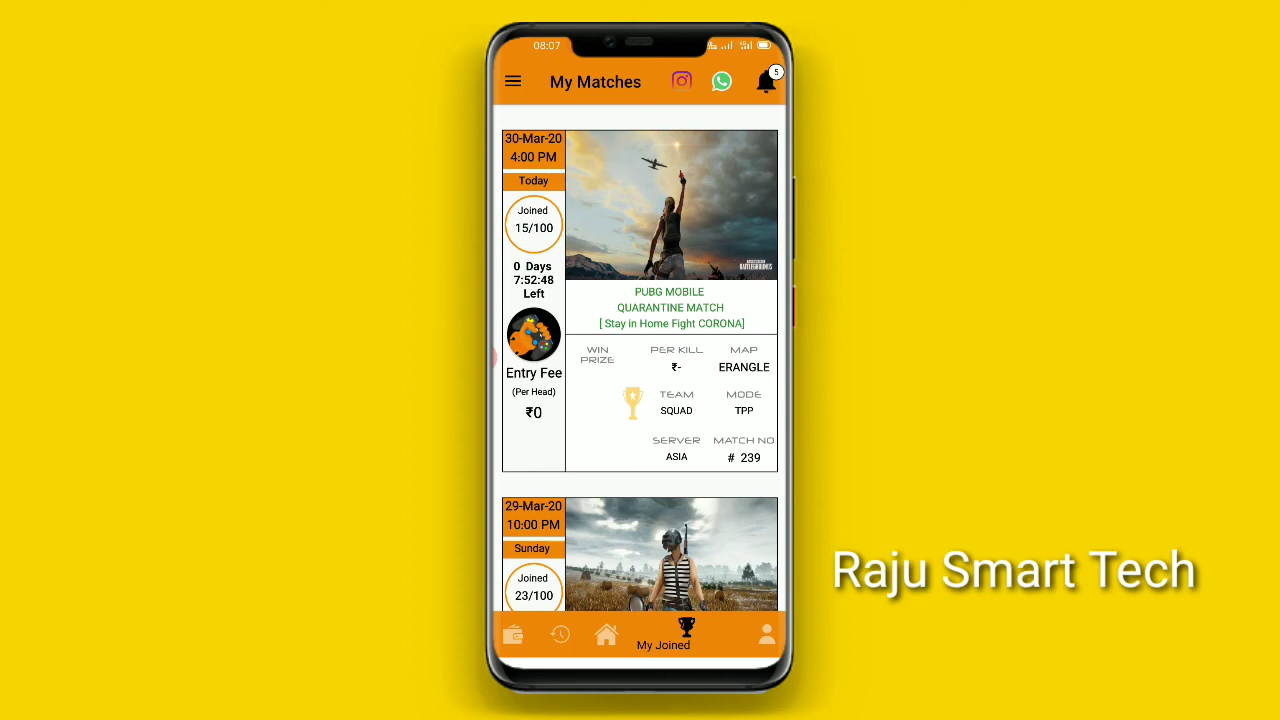 08:07
My Matches
5
30-Mar-20
4:00 PM
Today
Joined
15/100
0 Days
7:52:48
Left
Entry Fee
(Per Head)
₹0
BATTLEGROUNDS
PUBG MOBILE
QUARANTINE MATCH
[ Stay in Home Fight CORONA]
WIN
PRIZE
PER KILL
₹-
MAP
ERANGLE
TEAM
SQUAD
MODE
TPP
SERVER
ASIA
MATCH NO
# 239
29-Mar-20
10:00 PM
Sunday
Joined
23/100
My Joined
Raju Smart Tech